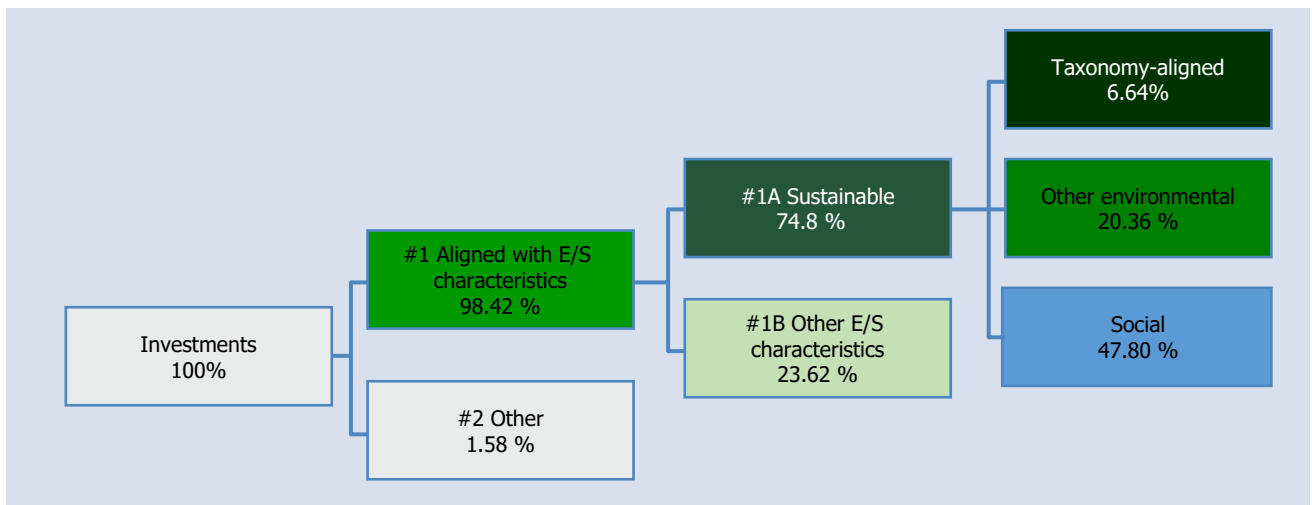 Investments
100%
#1 Aligned with E/S
characteristics
98.42 %
#2 Other
1.58 %
#1A Sustainable
74.8 %
#1B Other E/S
characteristics
23.62 %
Taxonomy-aligned
6.64%
Other environmental
20.36 %
Social
47.80 %